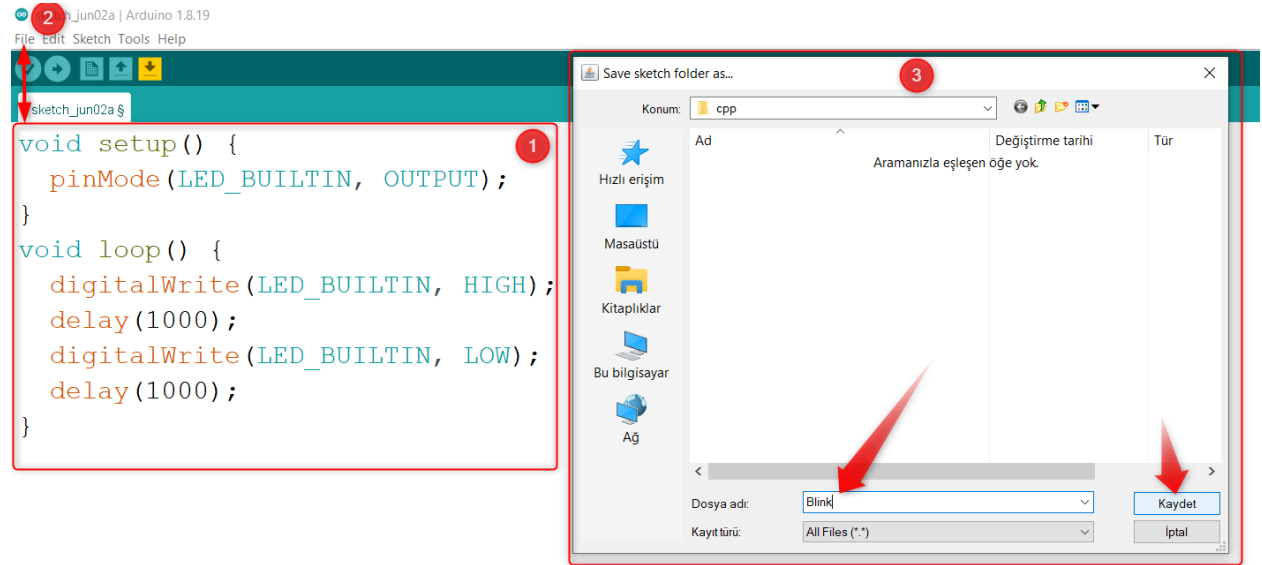 2
h_jun02a | Arduino 1.8.19
File Edit Sketch Tools Help
sketch_jun02a §
1
void setup() {
pinMode(LED_BUILTIN, OUTPUT);
}
void loop() {
digitalWrite(LED_BUILTIN, HIGH);
delay(1000);
digitalWrite(LED_BUILTIN, LOW);
delay(1000);
}
Save sketch folder as...
3
Konum: cpp
Ad Değiştirme tarihi Tür
Aramanızla eşleşen öğe yok.
Hızlı erişim
Masaüstü
Kitaplıklar
Bu bilgisayar
Ağ
Dosya adı: Blink Kaydet
Kayıt türü: All Files (*.*) İptal